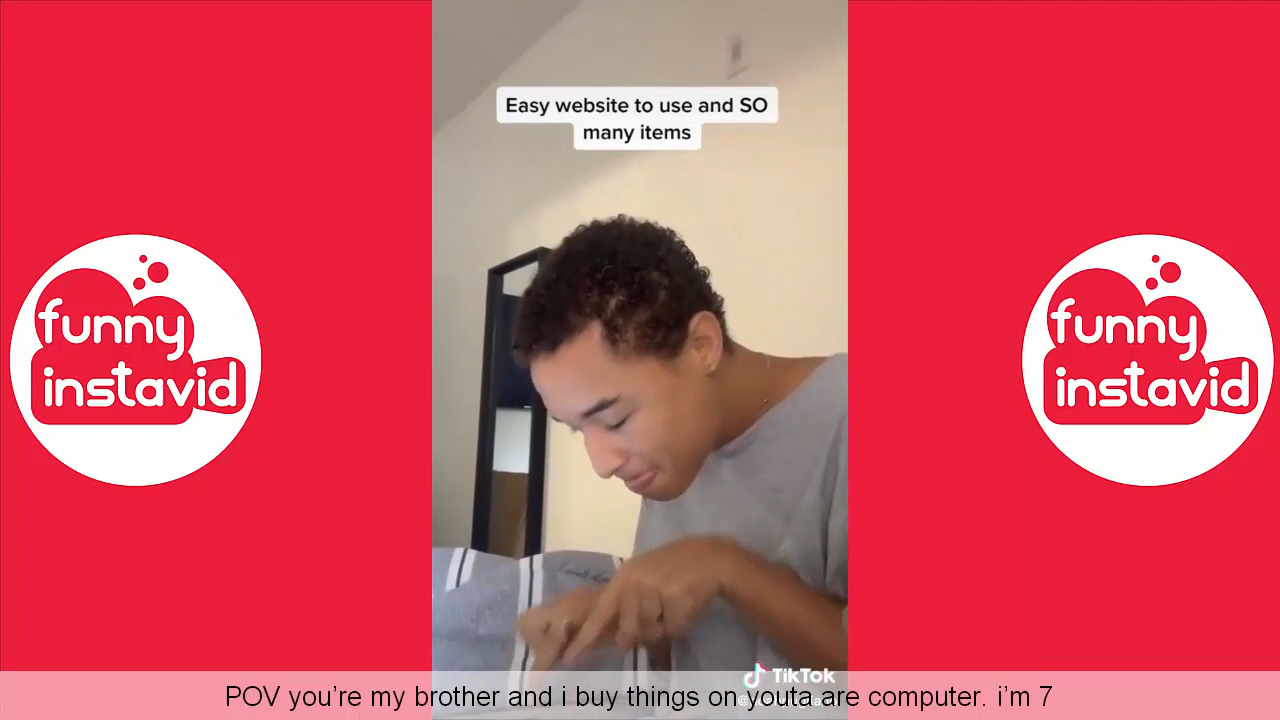 Easy website to use and SO
many items
funny
instavid
funny
instavid
TikTok
POV you’re my brother and i buy things on youta are computer. i’m 7